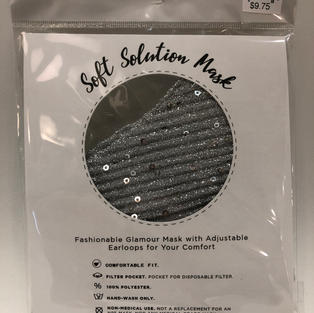 $9.75
Soft Solution Mask
Fashionable Glamour Mask with Adjustable
Earloops for Your Comfort
COMFORTABLE FIT.
FILTER POCKET. POCKET FOR DISPOSABLE FILTER.
% 100% POLYESTER.
HAND-WASH ONLY.
NON-MEDICAL USE. NOT A REPLACEMENT FOR AN